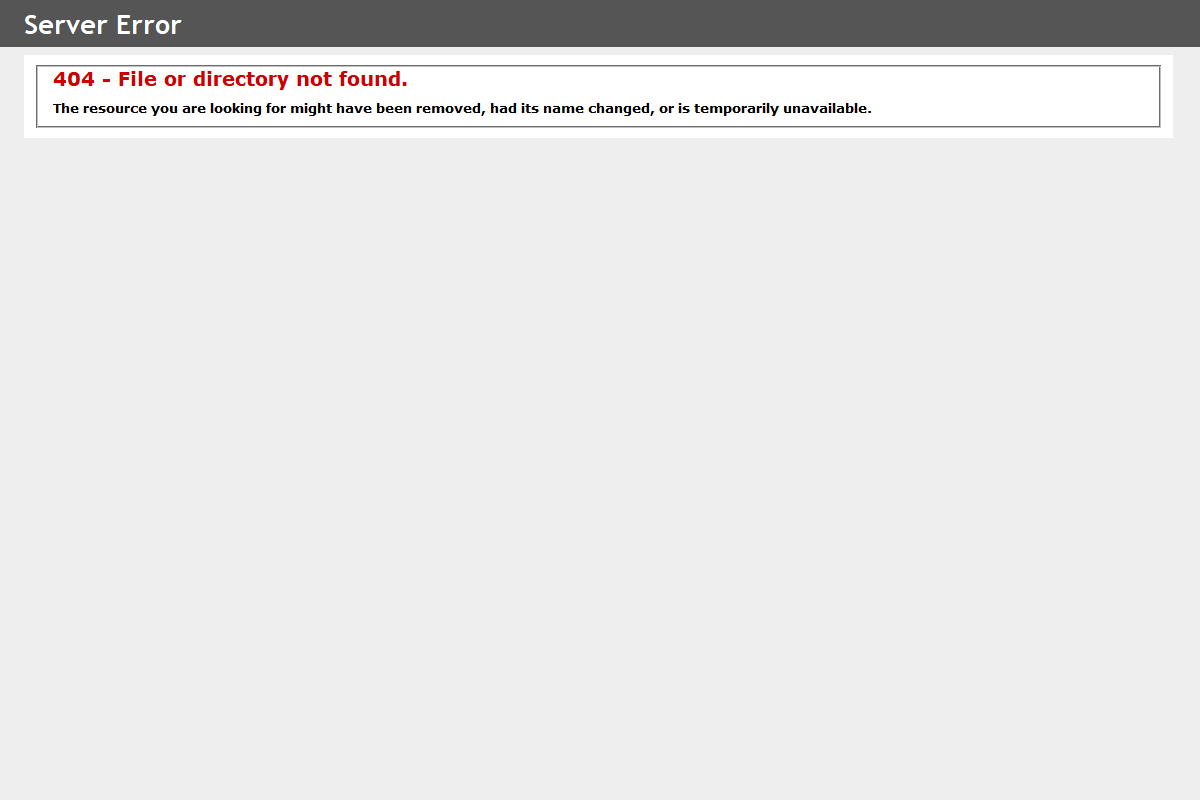 Server Error
404 - File or directory not found.
The resource you are looking for might have been removed, had its name changed, or is temporarily unavailable.